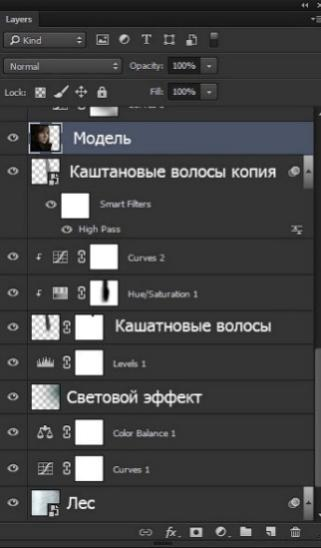 Layers
Kind
Normal Opacity: 100%
Lock: Fill: 100%
Модель
Каштановые волосы копия
Smart Filters
High Pass
Curves 2
Hue/Saturation 1
Кашатновые волосы
Levels 1
Световой эффект
Color Balance 1
Curves 1
Лес
fx